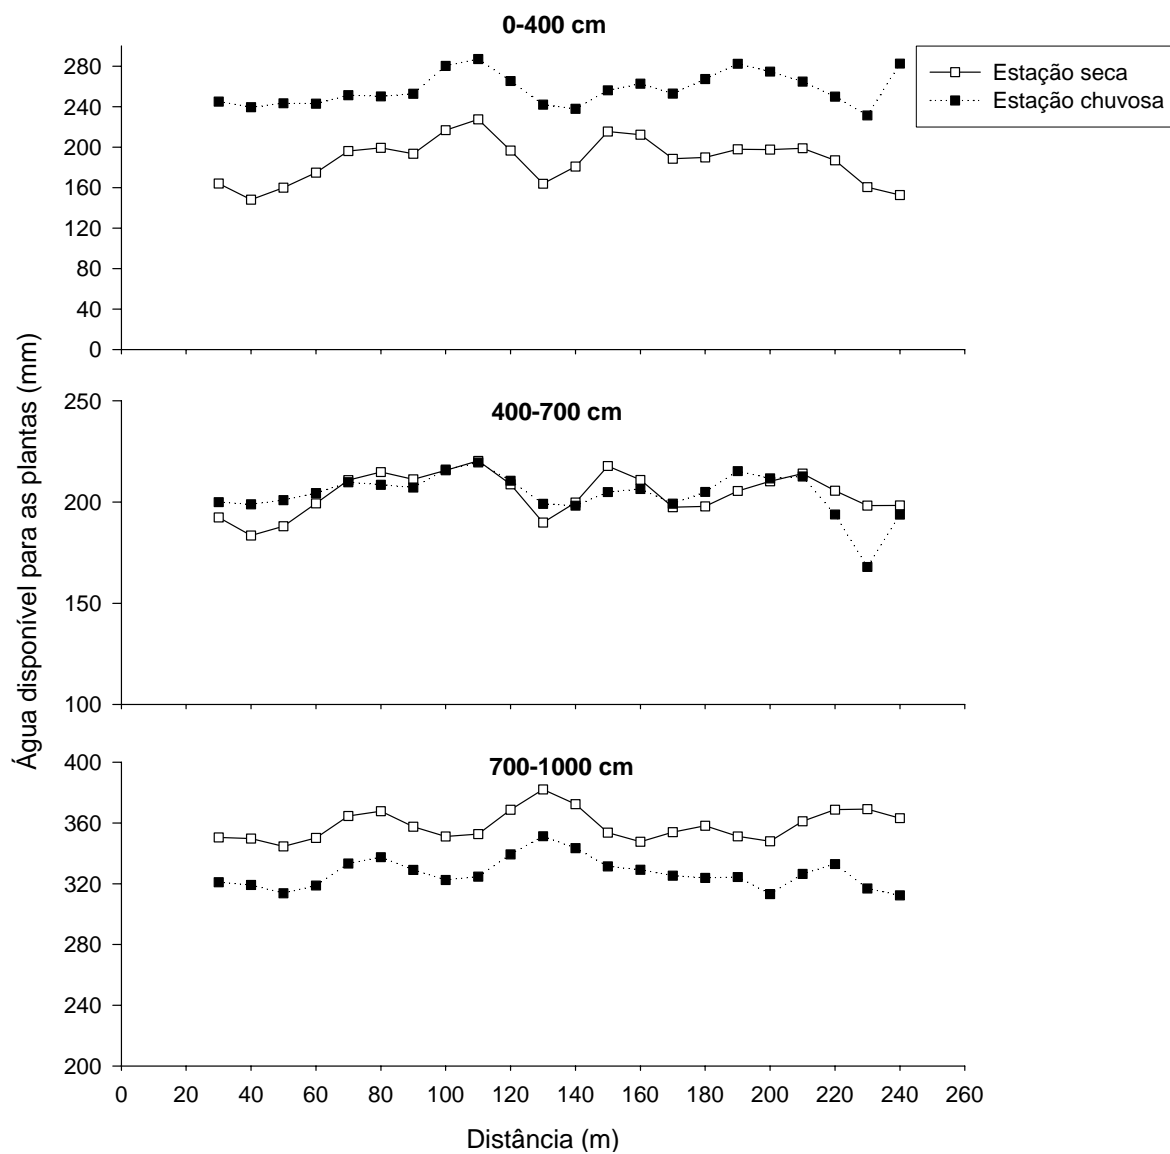 0-400 cm
280
240
200
160
120
80
40
0
Estação seca
Estação chuvosa
Água disponível para as plantas (mm)
400-700 cm
250
200
150
100
700-1000 cm
400
360
320
280
240
200
0 20 40 60 80 100 120 140 160 180 200 220 240 260
Distância (m)